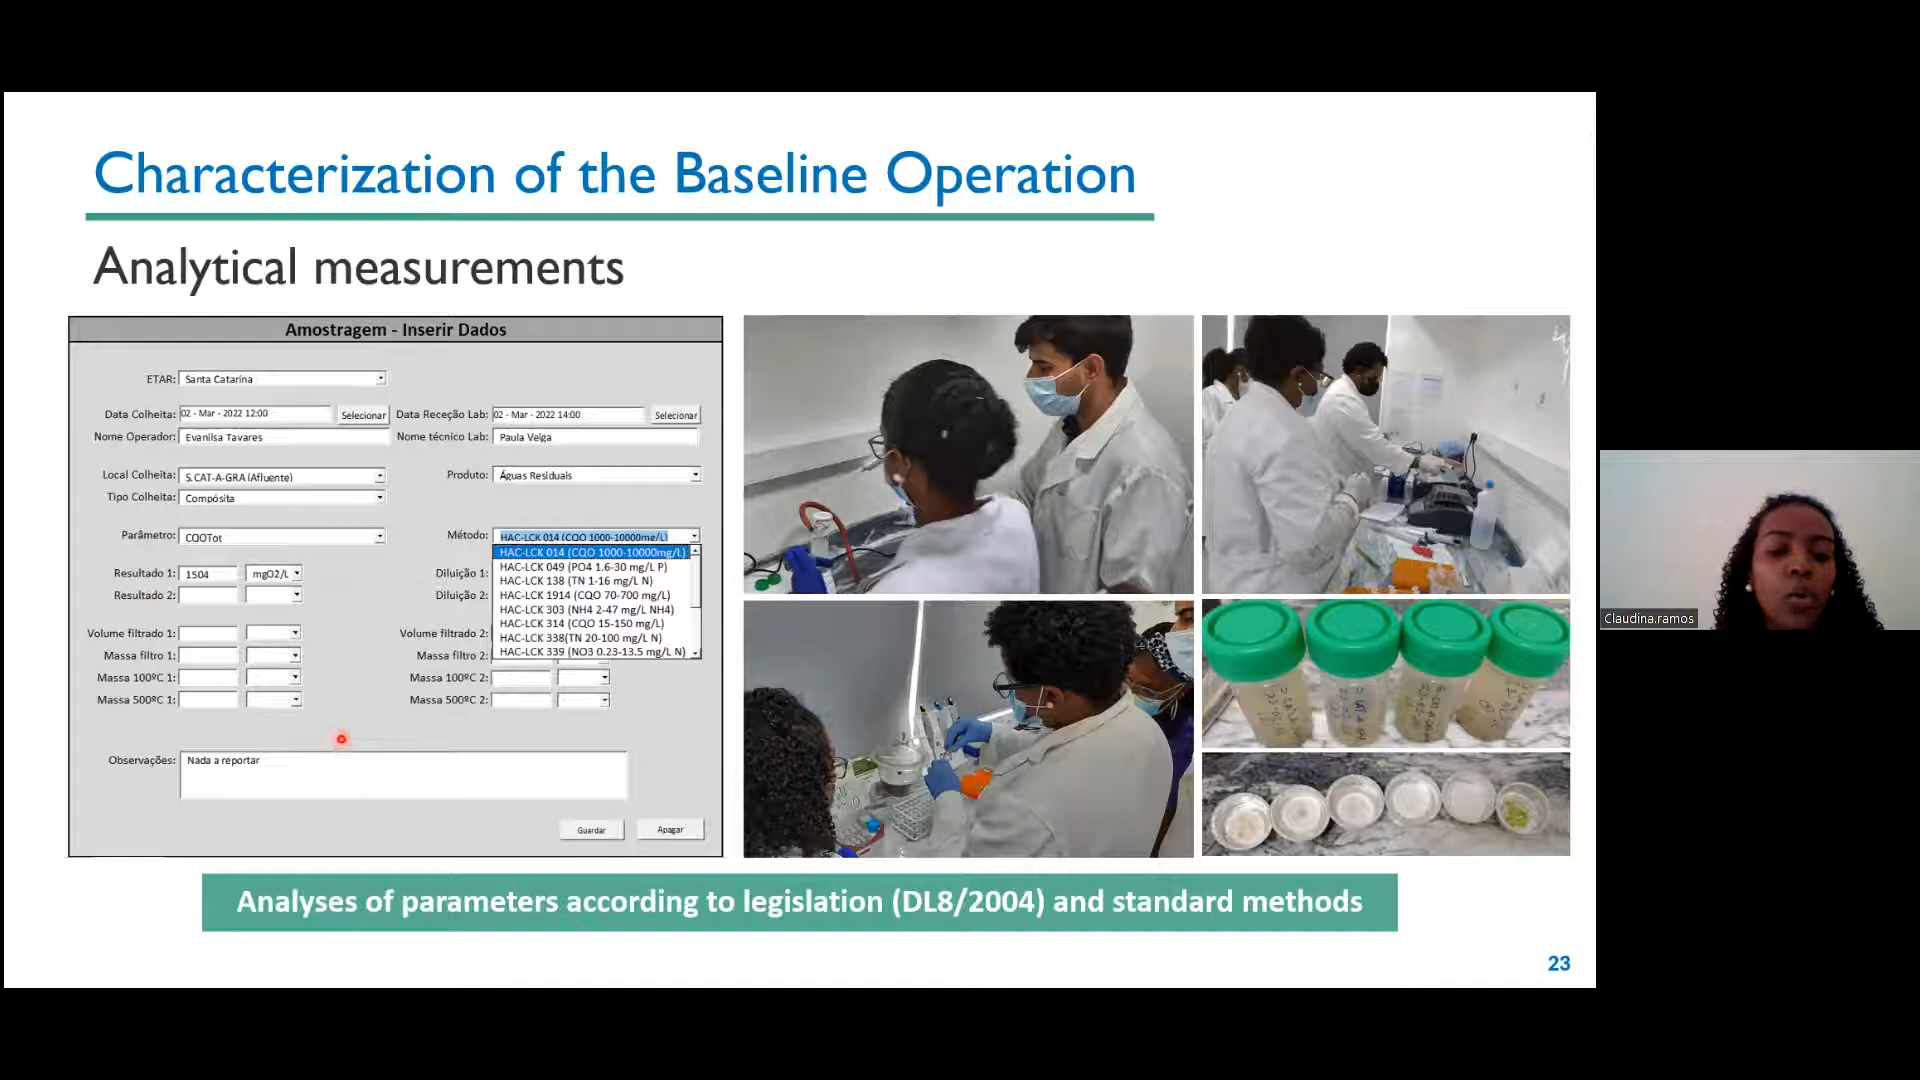 Characterization of the Baseline Operation
Analytical measurements
Amostragem - Inserir Dados
ETAR: Santa Catarina
Data Colheita: 02 - Mar - 2022 12:00 Selecionar Data Receção Lab: 02 - Mar - 2022 14:00 Selecionar
Nome Operador: Evanilsa Tavares Nome técnico Lab: Paula Veiga
Local Colheita: S.CAT-A-GRA (Afluente) Produto: Águas Residuais
Tipo Colheita: Compósita
Parâmetro: CQOTot Método: HAC-LCK 014 (CQO 1000-10000mg/L)
HAC-LCK 014 (CQO 1000-10000mg/L)
HAC-LCK 049 (PO4 1.6-30 mg/L P)
Resultado 1: 1504 mgO2/L Diluição 1: HAC-LCK 138 (TN 1-16 mg/L N)
Resultado 2: Diluição 2: HAC-LCK 1914 (CQO 70-700 mg/L)
HAC-LCK 303 (NH4 2-47 mg/L NH4)
HAC-LCK 314 (CQO 15-150 mg/L)
Volume filtrado 1: Volume filtrado 2: HAC-LCK 338(TN 20-100 mg/L N)
Massa filtro 1: Massa filtro 2: HAC-LCK 339 (NO3 0.23-13.5 mg/L N)
Massa 100ºC 1: Massa 100ºC 2:
Massa 500ºC 1: Massa 500ºC 2:
Observações: Nada a reportar
Guardar Apagar
Analyses of parameters according to legislation (DL8/2004) and standard methods
23
Claudina.ramos